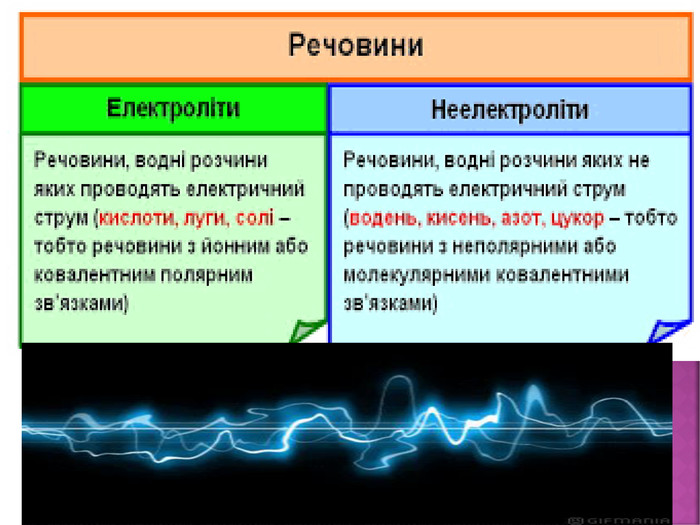 Речовини
Електроліти
Речовини, водні розчини
яких проводять електричний
струм (кислоти, луги, солі –
тобто речовини з йонним або
ковалентним полярним
зв'язками)
Неелектроліти
Речовини, водні розчини яких не
проводять електричний струм
(водень, кисень, азот, цукор – тобто
речовини з неполярними або
молекулярними ковалентними
зв'язками)
GIFMANIA